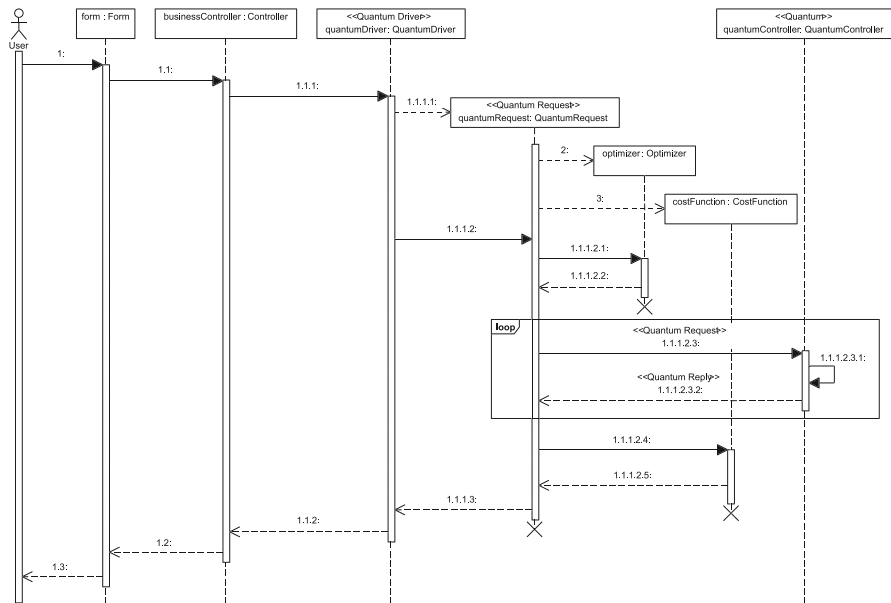 form : Form
businessController : Controller
<<Quantum Driver>>
quantumDriver: QuantumDriver
<<Quantum>>
quantumController: QuantumController
User
1:
1.1:
1.1.1:
1.1.1.1:
<<Quantum Request>>
quantumRequest: QuantumRequest
2:
optimizer : Optimizer
3:
costFunction : CostFunction
1.1.1.2:
1.1.1.2.1:
1.1.1.2.2:
loop
<<Quantum Request>>
1.1.1.2.3:
1.1.1.2.3.1:
<<Quantum Reply>>
1.1.1.2.3.2:
1.1.1.2.4:
1.1.1.2.5:
1.1.1.3:
1.1.2:
1.2:
1.3: